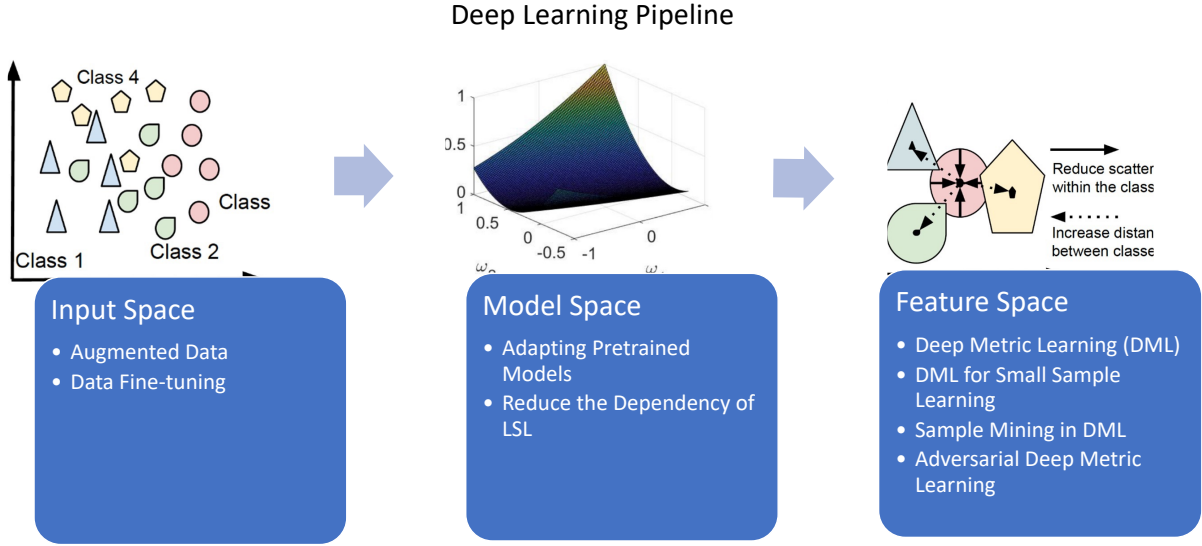 Deep Learning Pipeline
Class 4
Class
Class 2
Class 1
1
0.5
0
1
0.5
0
-0.5
-1
0
Reduce scatter
within the class
Increase distan
between classe
Input Space
• Augmented Data
• Data Fine-tuning
Model Space
• Adapting Pretrained
Models
• Reduce the Dependency of
LSL
Feature Space
• Deep Metric Learning (DML)
• DML for Small Sample
Learning
• Sample Mining in DML
• Adversarial Deep Metric
Learning